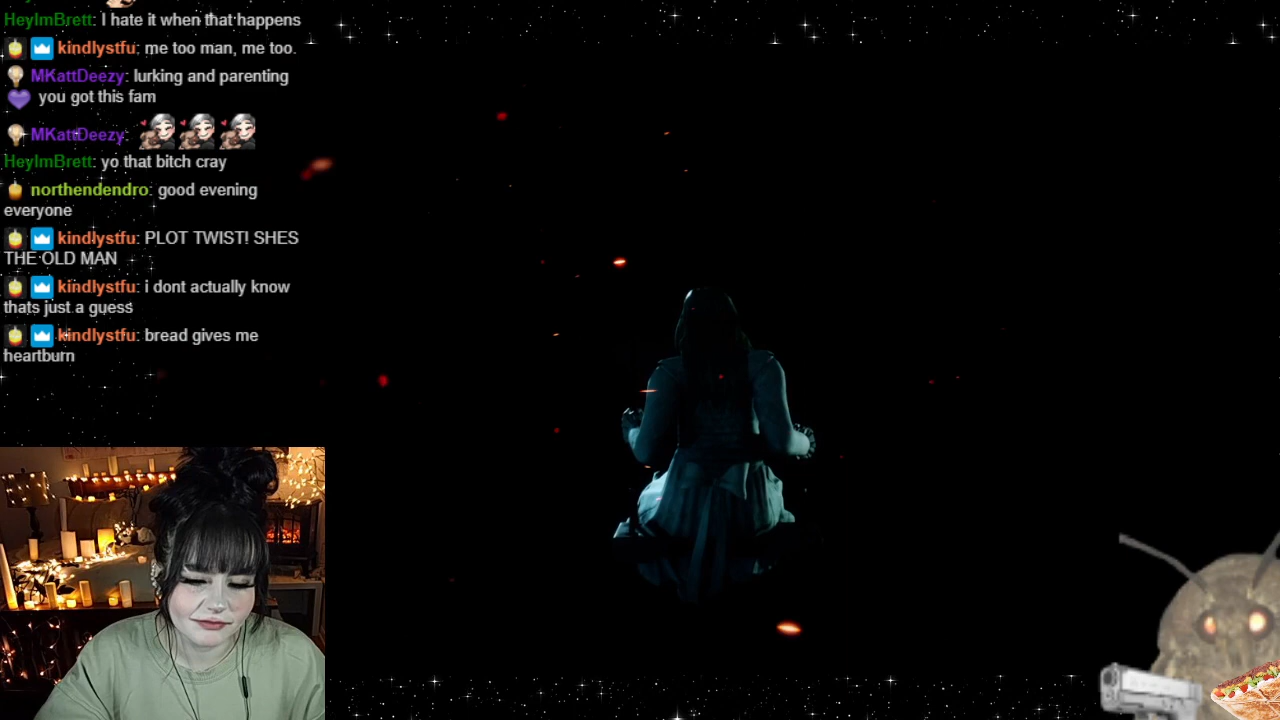 HeyImBrett: I hate it when that happens
kindlystfu: me too man, me too.
MKattDeezy: lurking and parenting
you got this fam
MKattDeezy:
HeyImBrett: yo that bitch cray
northendendro: good evening
everyone
kindlystfu: PLOT TWIST! SHES
THE OLD MAN
kindlystfu: i dont actually know
thats just a guess
kindlystfu: bread gives me
heartburn